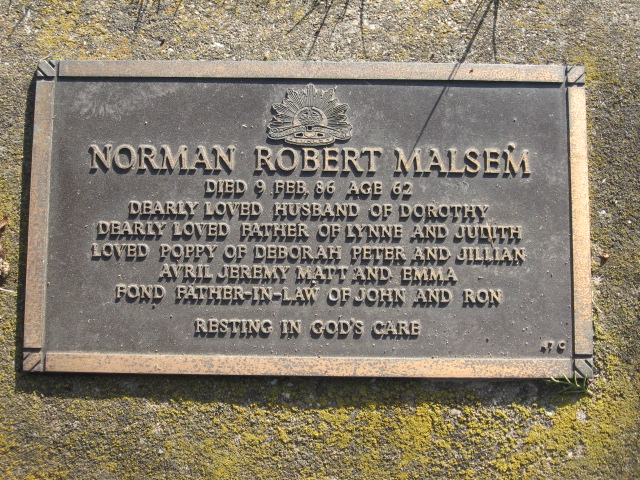 NORMAN ROBERT MALSEM
DIED 9 FEB. 86 AGE 62
DEARLY LOVED HUSBAND OF DOROTHY
DEARLY LOVED FATHER OF LYNNE AND JUDITH
LOVED POPPY OF DEBORAH PETER AND JILLIAN
AVRIL JEREMY MATT AND EMMA
FOND FATHER-IN-LAW OF JOHN AND RON
RESTING IN GOD'S CARE